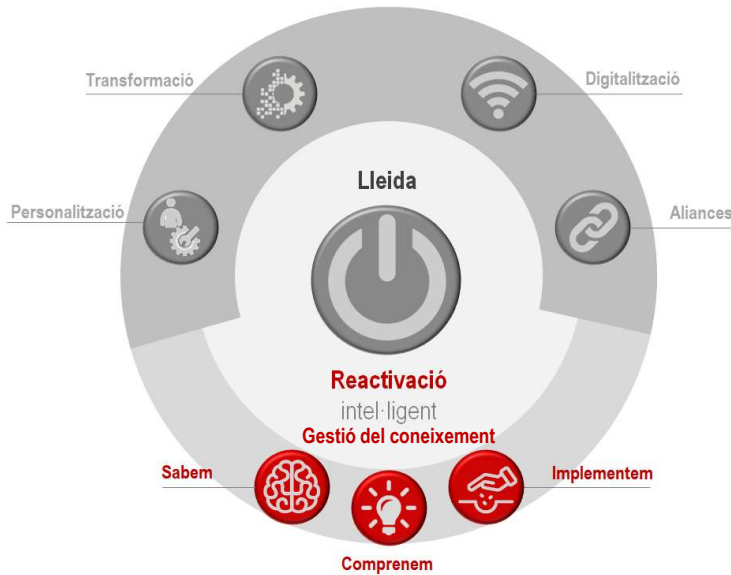 Transformació
Digitalització
Lleida
Personalització
Aliances
Reactivació
intel·ligent
Gestió del coneixement
Sabem
Implementem
Comprenem